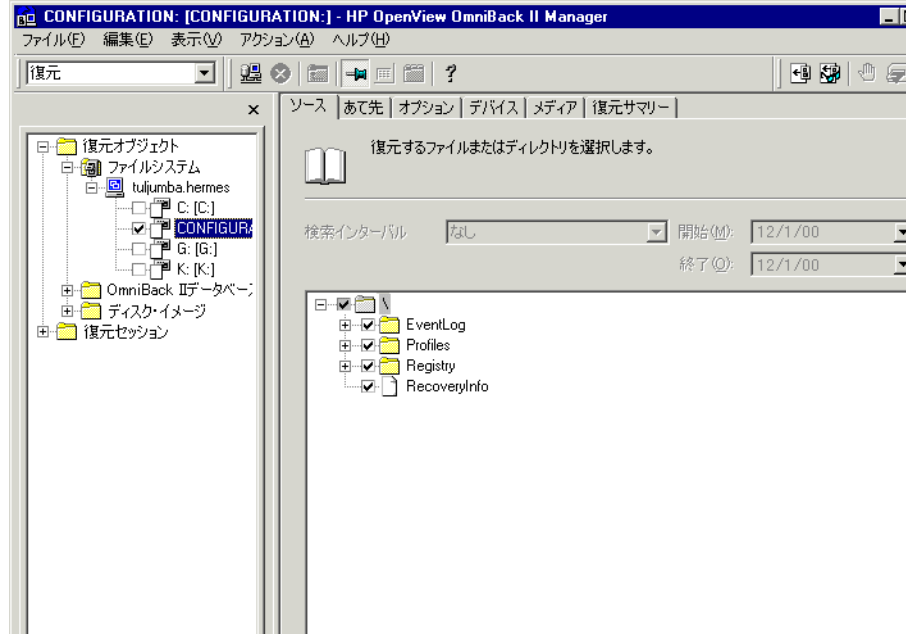 CONFIGURATION: [CONFIGURATION:] - HP OpenView OmniBack II Manager
ファイル(F) 編集(E) 表示(V) アクション(A) ヘルプ(H)
復元
ソース あて先 オプション デバイス メディア 復元サマリー
復元するファイルまたはディレクトリを選択します。
復元オブジェクト
ファイルシステム
tuljumba.hermes
C: [C:]
CONFIGURA
G: [G:]
K: [K:]
OmniBack IIデータベース
ディスク・イメージ
復元セッション
検索インターバル なし 開始(M): 12/1/00
終了(O): 12/1/00
\
EventLog
Profiles
Registry
RecoveryInfo